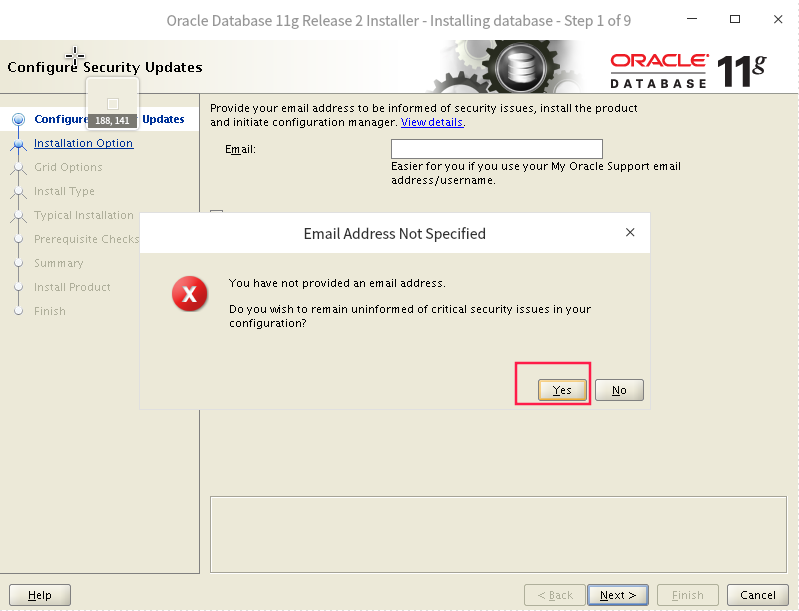 Oracle Database 11g Release 2 Installer - Installing database - Step 1 of 9
Configure Security Updates
ORACLE
DATABASE
11g
Configure
Updates
188, 141
Installation Option
Grid Options
Install Type
Typical Installation
Prerequisite Checks
Summary
Install Product
Finish
Provide your email address to be informed of security issues, install the product
and initiate configuration manager. View details.
Email:
Easier for you if you use your My Oracle Support email
address/username.
Email Address Not Specified
You have not provided an email address.
Do you wish to remain uninformed of critical security issues in your
configuration?
Yes
No
Help
< Back
Next >
Finish
Cancel